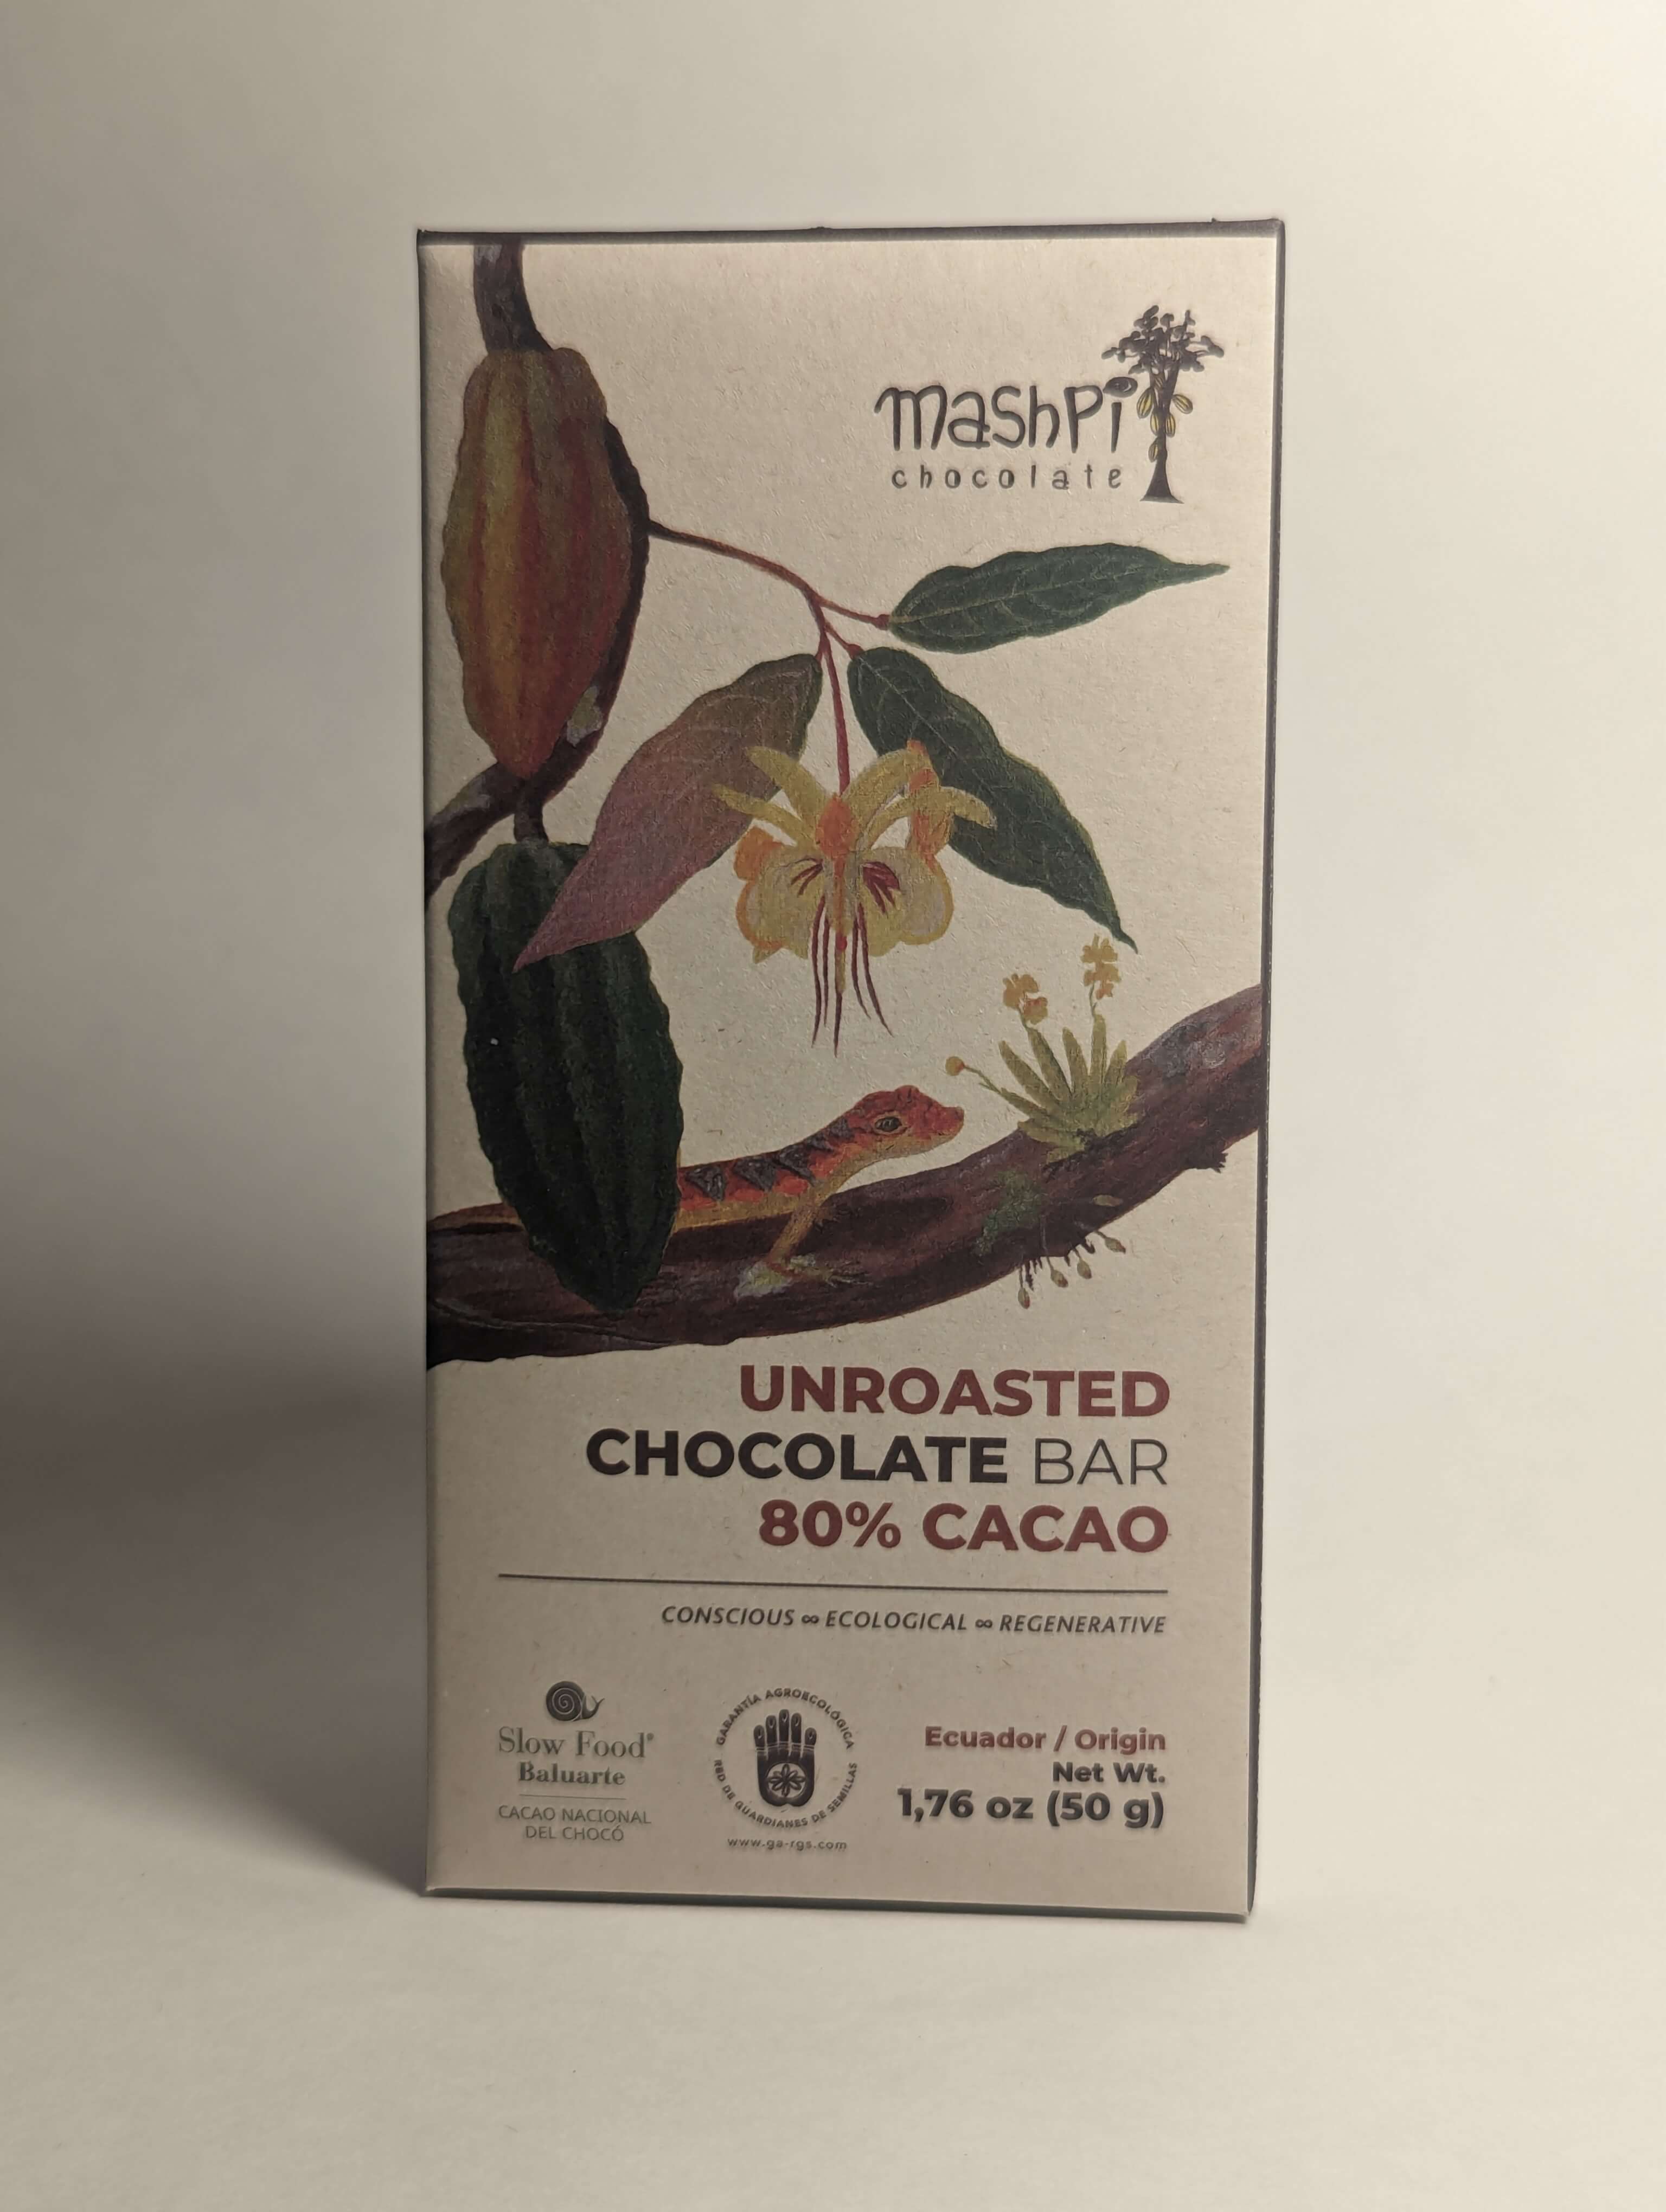 mashpi
chocolate
UNROASTED
CHOCOLATE BAR
80% CACAO
CONSCIOUS ∞ ECOLOGICAL ∞ REGENERATIVE
Slow Food®
Baluarte
CACAO NACIONAL
DEL CHOCÓ
GARANTÍA AGROECOLÓGICA
RED DE GUARDIANES DE SEMILLAS
www.ga-rgs.com
Ecuador / Origin
Net Wt.
1,76 oz (50 g)